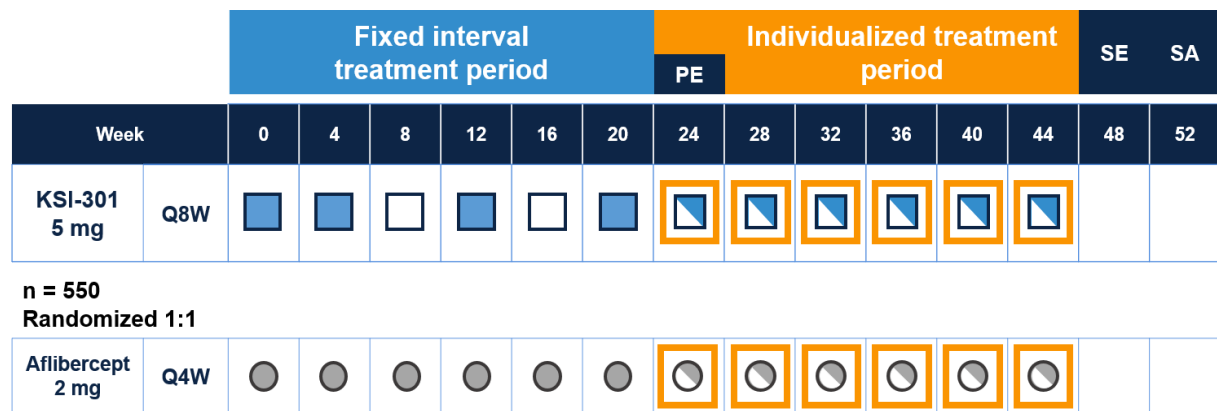 Fixed interval
treatment period
Individualized treatment
period
PE
SE
SA
Week 0 4 8 12 16 20 24 28 32 36 40 44 48 52
KSI-301
5 mg
Q8W
n = 550
Randomized 1:1
Aflibercept
2 mg
Q4W